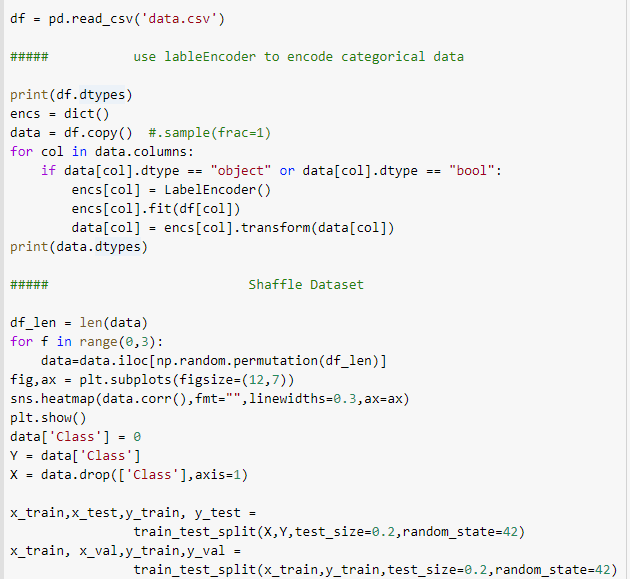 df = pd.read_csv('data.csv')
##### use lableEncoder to encode categorical data
print(df.dtypes)
encs = dict()
data = df.copy() #.sample(frac=1)
for col in data.columns:
if data[col].dtype == "object" or data[col].dtype == "bool":
encs[col] = LabelEncoder()
encs[col].fit(df[col])
data[col] = encs[col].transform(data[col])
print(data.dtypes)
##### Shaffle Dataset
df_len = len(data)
for f in range(0,3):
data=data.iloc[np.random.permutation(df_len)]
fig,ax = plt.subplots(figsize=(12,7))
sns.heatmap(data.corr(),fmt="",linewidths=0.3,ax=ax)
plt.show()
data['Class'] = 0
Y = data['Class']
X = data.drop(['Class'],axis=1)
x_train,x_test,y_train, y_test =
train_test_split(X,Y,test_size=0.2,random_state=42)
x_train, x_val,y_train,y_val =
train_test_split(x_train,y_train,test_size=0.2,random_state=42)